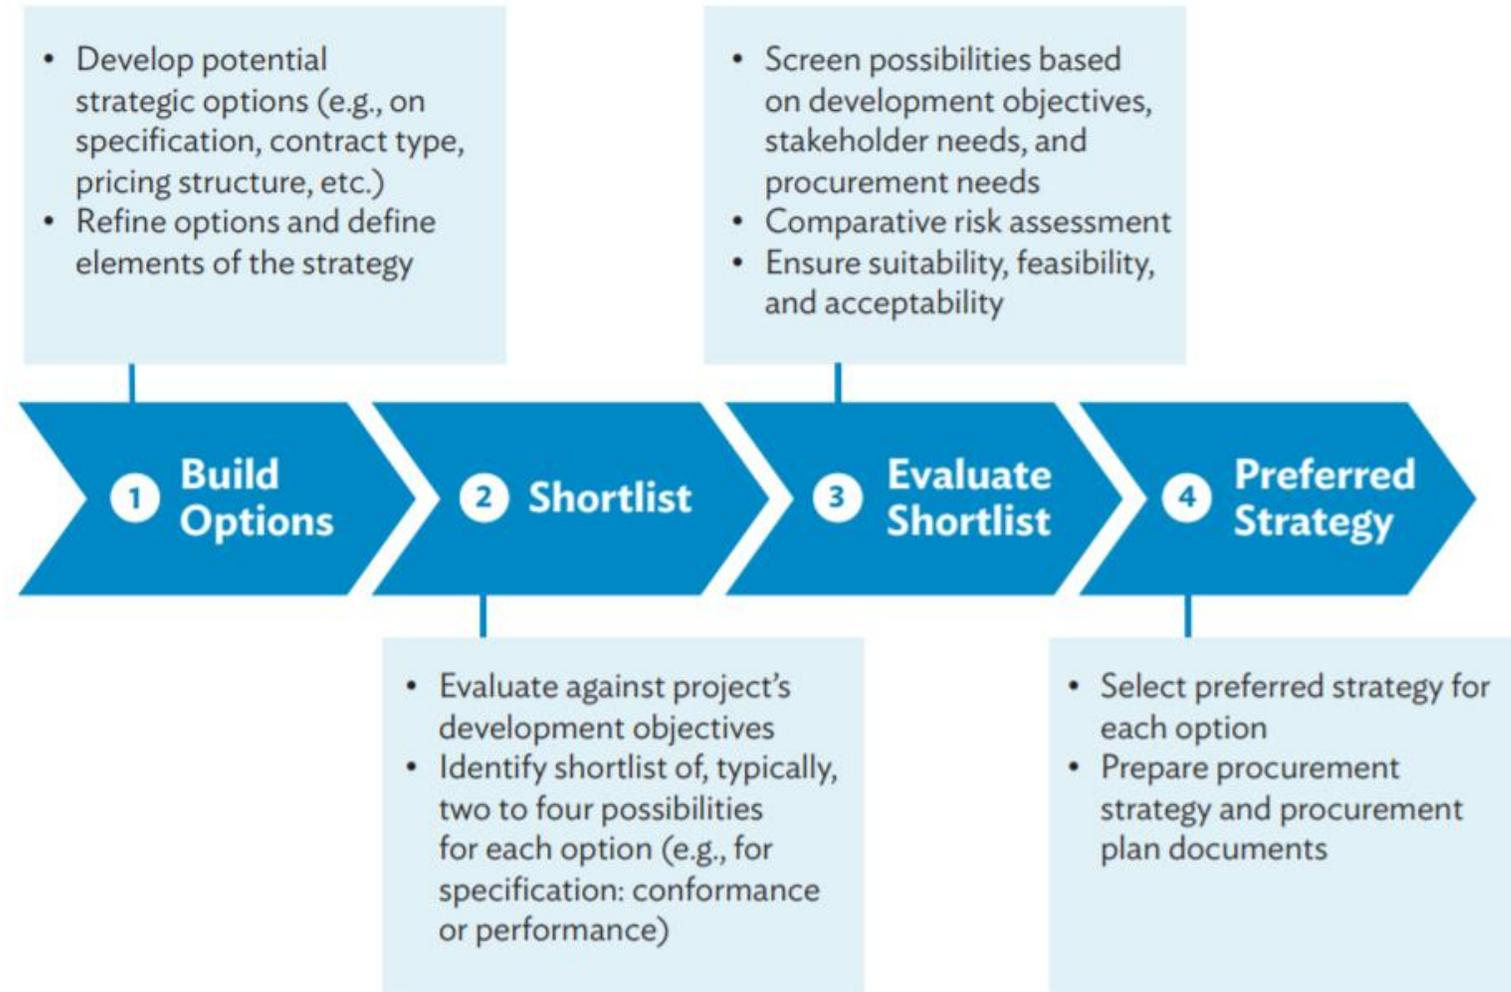 • Develop potential
strategic options (e.g., on
specification, contract type,
pricing structure, etc.)
• Refine options and define
elements of the strategy
• Screen possibilities based
on development objectives,
stakeholder needs, and
procurement needs
• Comparative risk assessment
• Ensure suitability, feasibility,
and acceptability
1 Build
Options
2 Shortlist
3 Evaluate
Shortlist
4 Preferred
Strategy
• Evaluate against project’s
development objectives
• Identify shortlist of, typically,
two to four possibilities
for each option (e.g., for
specification: conformance
or performance)
• Select preferred strategy for
each option
• Prepare procurement
strategy and procurement
plan documents